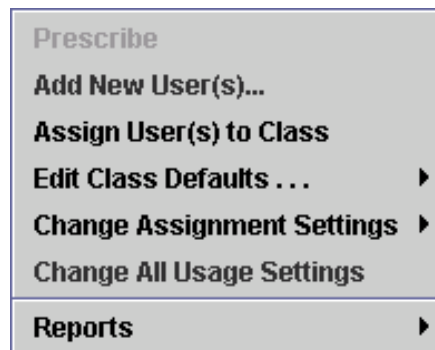 Prescribe
Add New User(s)...
Assign User(s) to Class
Edit Class Defaults . . .
Change Assignment Settings
Change All Usage Settings
Reports